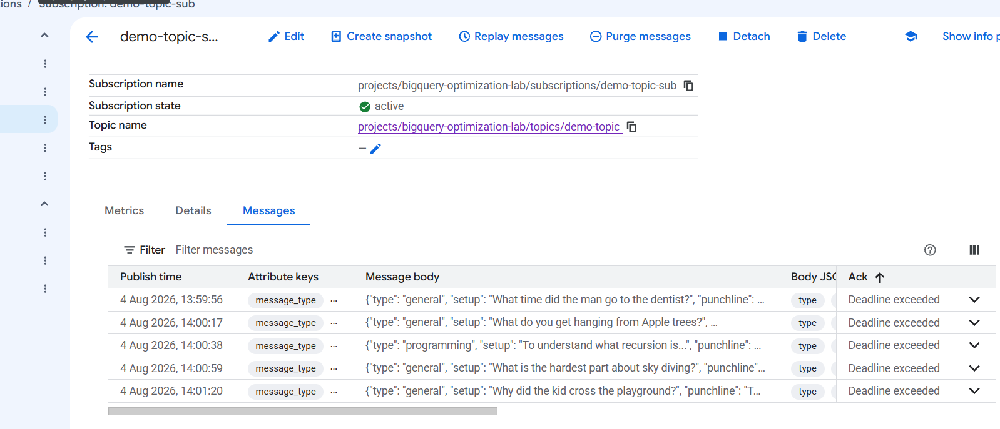 ions / Subscription: demo-topic-sub
demo-topic-s... Edit Create snapshot Replay messages Purge messages Detach Delete Show info p
Subscription name projects/bigquery-optimization-lab/subscriptions/demo-topic-sub
Subscription state active
Topic name projects/bigquery-optimization-lab/topics/demo-topic
Tags –
Metrics Details Messages
Filter Filter messages
Publish time Attribute keys Message body Body JSO Ack
4 Aug 2026, 13:59:56 message_type ... {"type": "general", "setup": "What time did the man go to the dentist?", "punchline": ... type Deadline exceeded
4 Aug 2026, 14:00:17 message_type ... {"type": "general", "setup": "What do you get hanging from Apple trees?", ... type Deadline exceeded
4 Aug 2026, 14:00:38 message_type ... {"type": "programming", "setup": "To understand what recursion is...", "punchline": ... type Deadline exceeded
4 Aug 2026, 14:00:59 message_type ... {"type": "general", "setup": "What is the hardest part about sky diving?", "punchline"... type Deadline exceeded
4 Aug 2026, 14:01:20 message_type ... {"type": "general", "setup": "Why did the kid cross the playground?", "punchline": "T... type Deadline exceeded